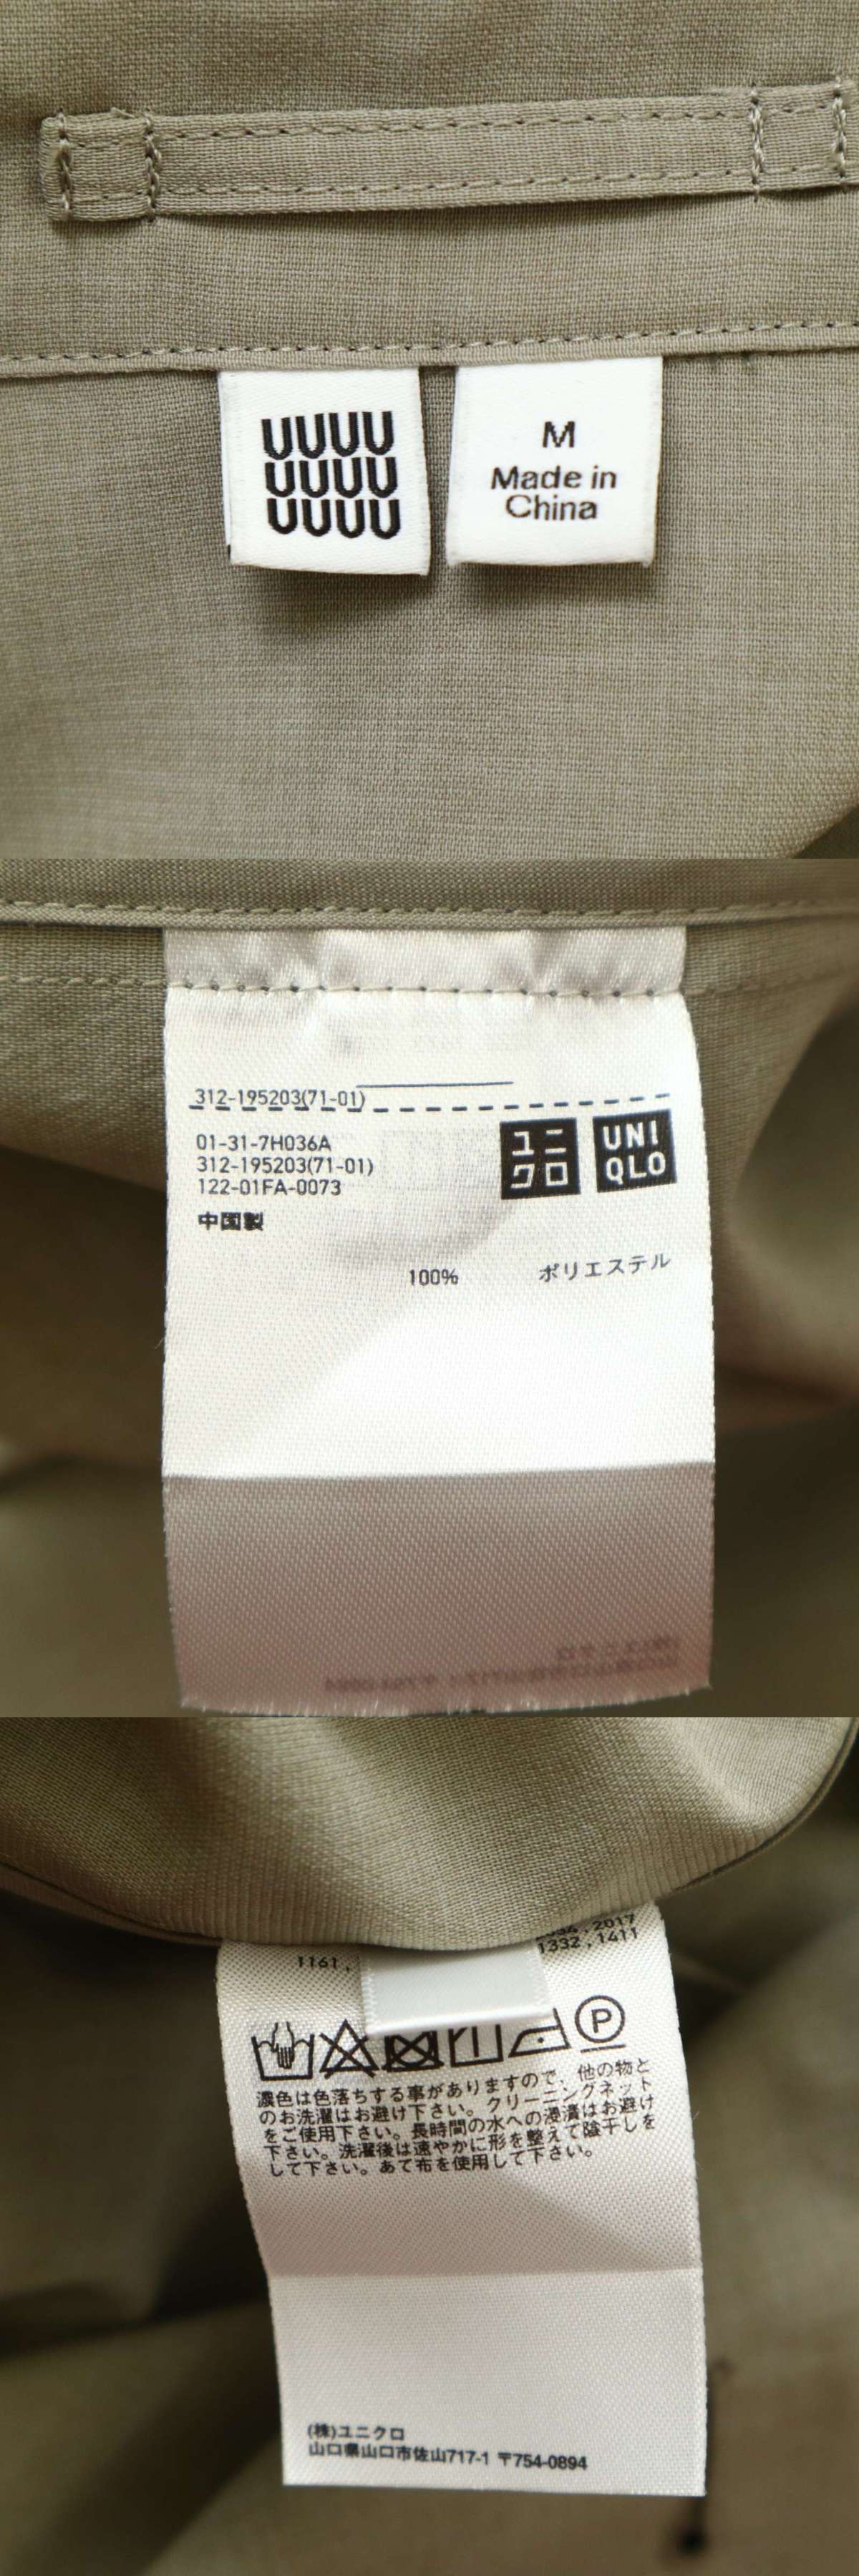 UUUU
UUUU
UUUU
M
Made in
China
312-195203(71-01)
01-31-7H036A
312-195203(71-01)
122-01FA-0073
中国製
ユニ
クロ
UNI
QLO
100% ポリエステル
2017
1161, 1332, 1411
P
濃色は色落ちする事がありますので、他の物と
のお洗濯はお避け下さい。クリーニングネット
をご使用下さい。長時間の水への浸漬はお避け
下さい。洗濯後は速やかに形を整えて陰干しを
して下さい。あて布を使用して下さい。
(株)ユニクロ
山口県山口市佐山717-1 〒754-0894